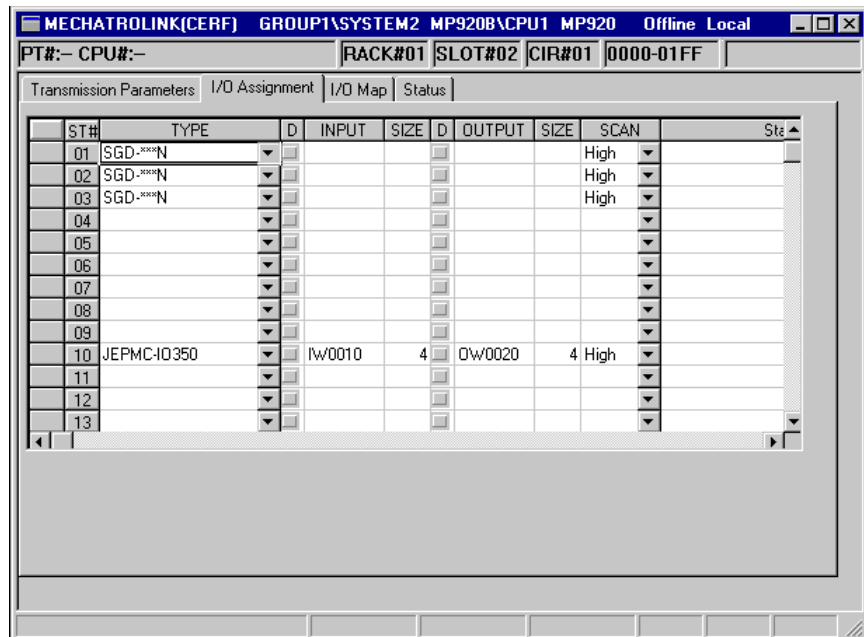 MECHATROLINK(CERF) GROUP1\SYSTEM2 MP920B\CPU1 MP920 Offline Local
PT#:– CPU#:– RACK#01 SLOT#02 CIR#01 0000-01FF
Transmission Parameters I/O Assignment I/O Map Status
ST# TYPE D INPUT SIZE D OUTPUT SIZE SCAN Sta
01 SGD-***N High
02 SGD-***N High
03 SGD-***N High
04
05
06
07
08
09
10 JEPMC-IO350 IW0010 4 OW0020 4 High
11
12
13